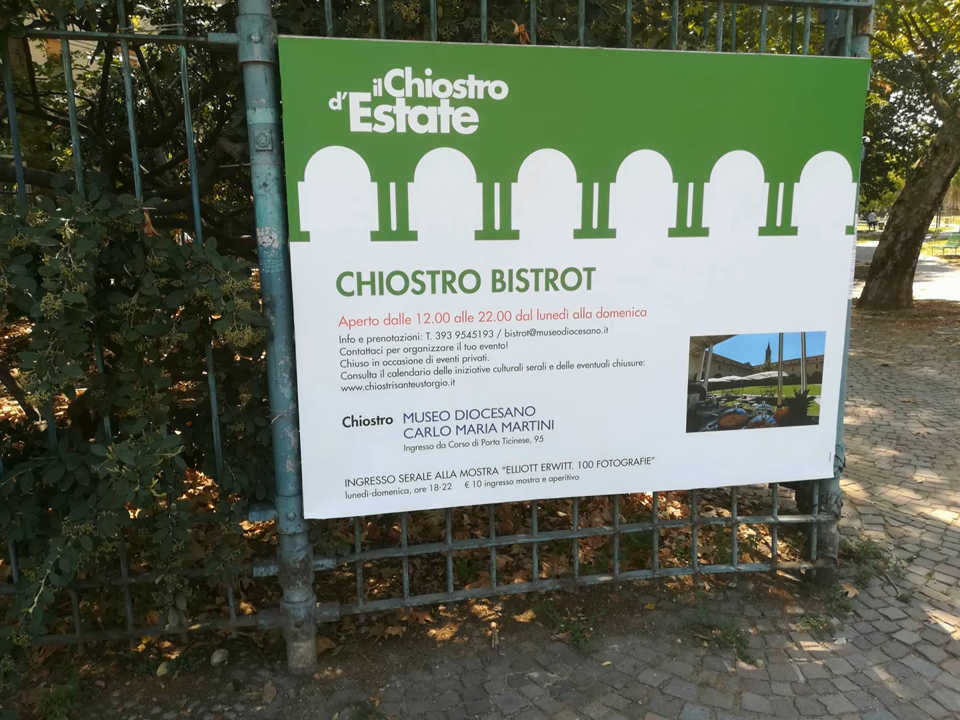 il Chiostro
d'Estate
CHIOSTRO BISTROT
Aperto dalle 12.00 alle 22.00 dal lunedì alla domenica
Info e prenotazioni: T. 393 9545193 / bistrot@museodiocesano.it
Contattaci per organizzare il tuo evento!
Chiuso in occasione di eventi privati.
Consulta il calendario delle iniziative culturali serali e delle eventuali chiusure:
www.chiostrisanteustorgio.it
Chiostro MUSEO DIOCESANO
CARLO MARIA MARTINI
Ingresso da Corso di Porta Ticinese, 95
INGRESSO SERALE ALLA MOSTRA "ELLIOTT ERWITT. 100 FOTOGRAFIE"
lunedì-domenica, ore 18-22 € 10 ingresso mostra e aperitivo